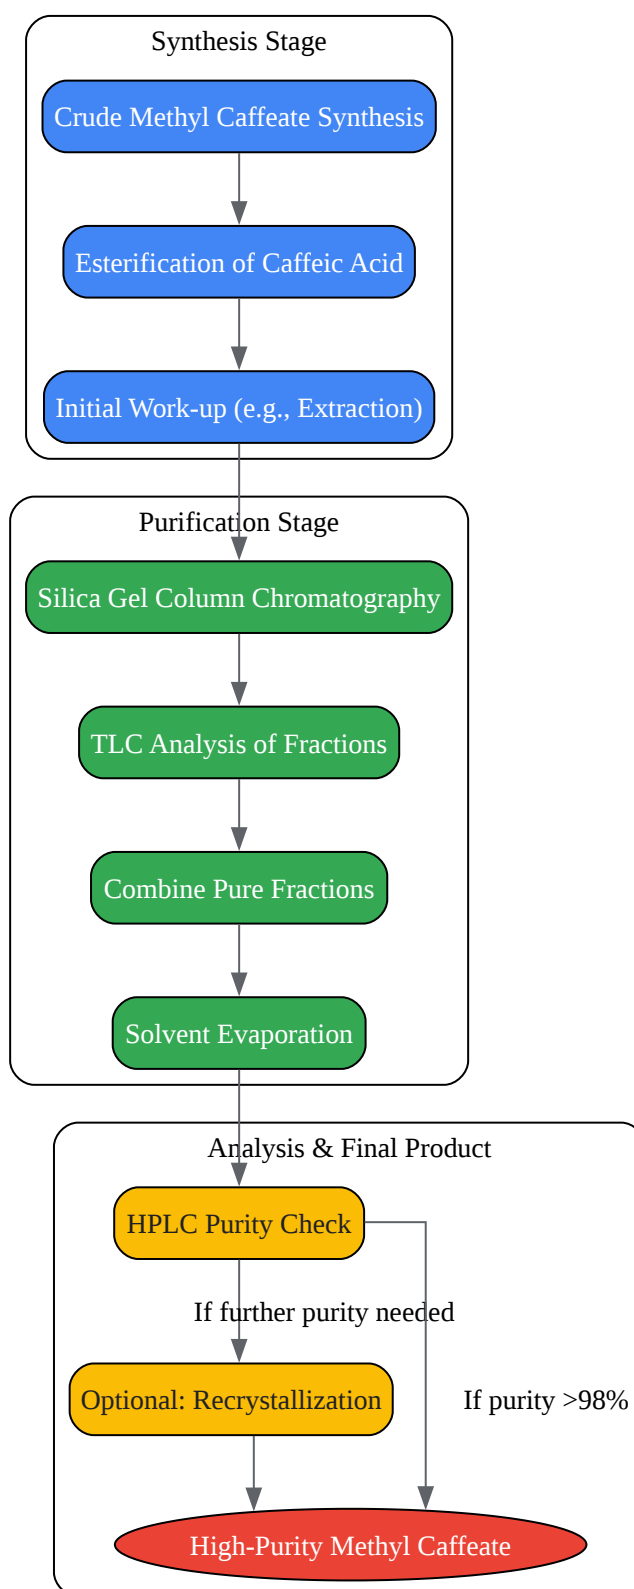 Synthesis Stage
Crude Methyl Caffeate Synthesis
Esterification of Caffeic Acid
Initial Work-up (e.g., Extraction)
Purification Stage
Silica Gel Column Chromatography
TLC Analysis of Fractions
Combine Pure Fractions
Solvent Evaporation
Analysis & Final Product
HPLC Purity Check
If further purity needed
Optional: Recrystallization
If purity >98%
High-Purity Methyl Caffeate